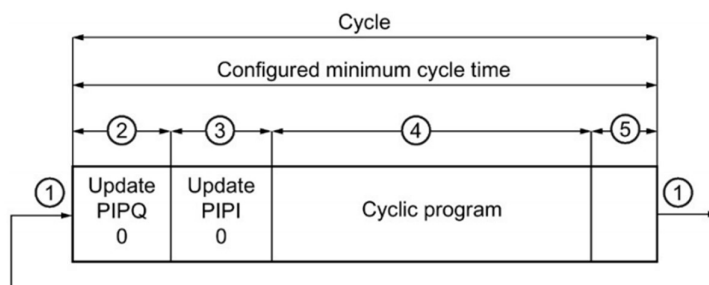 Cycle
Configured minimum cycle time
② ③ ④ ⑤
① Update PIPQ 0
Update PIPI 0
Cyclic program
①